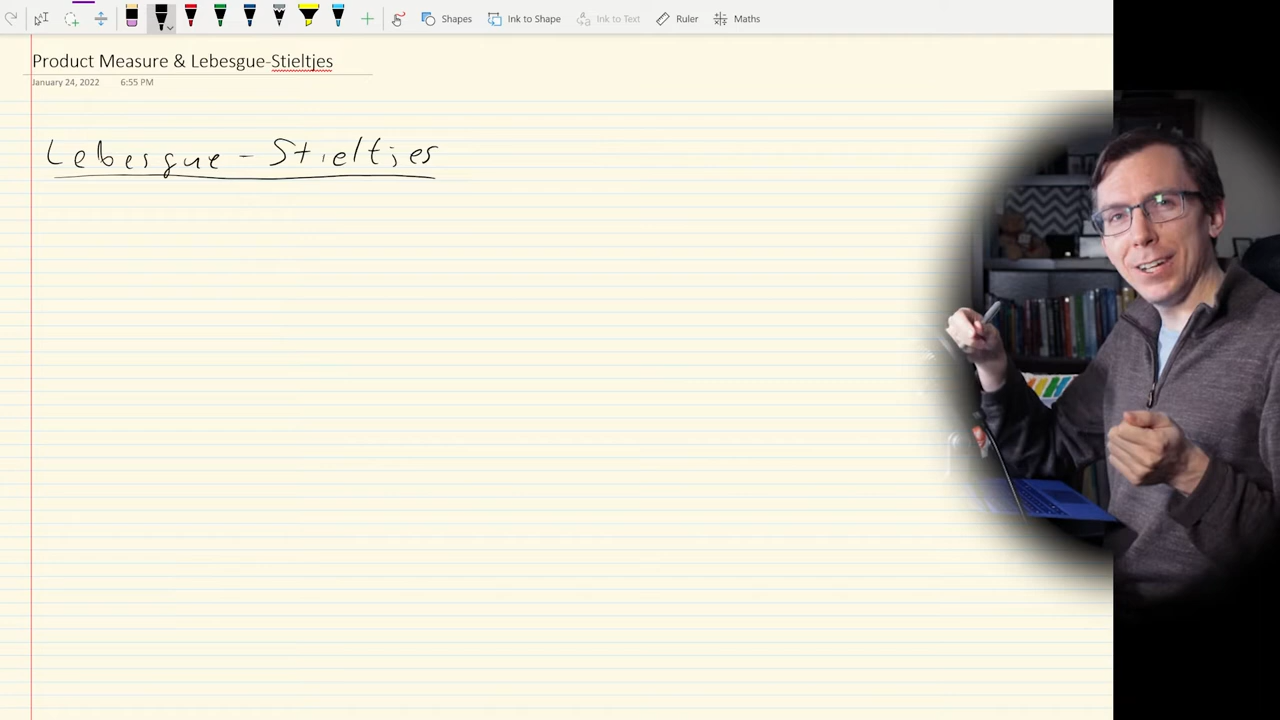 Shapes Ink to Shape Ink to Text Ruler Maths
Product Measure & Lebesgue-Stieltjes
January 24, 2022 6:55 PM
Lebesgue - Stieltjes